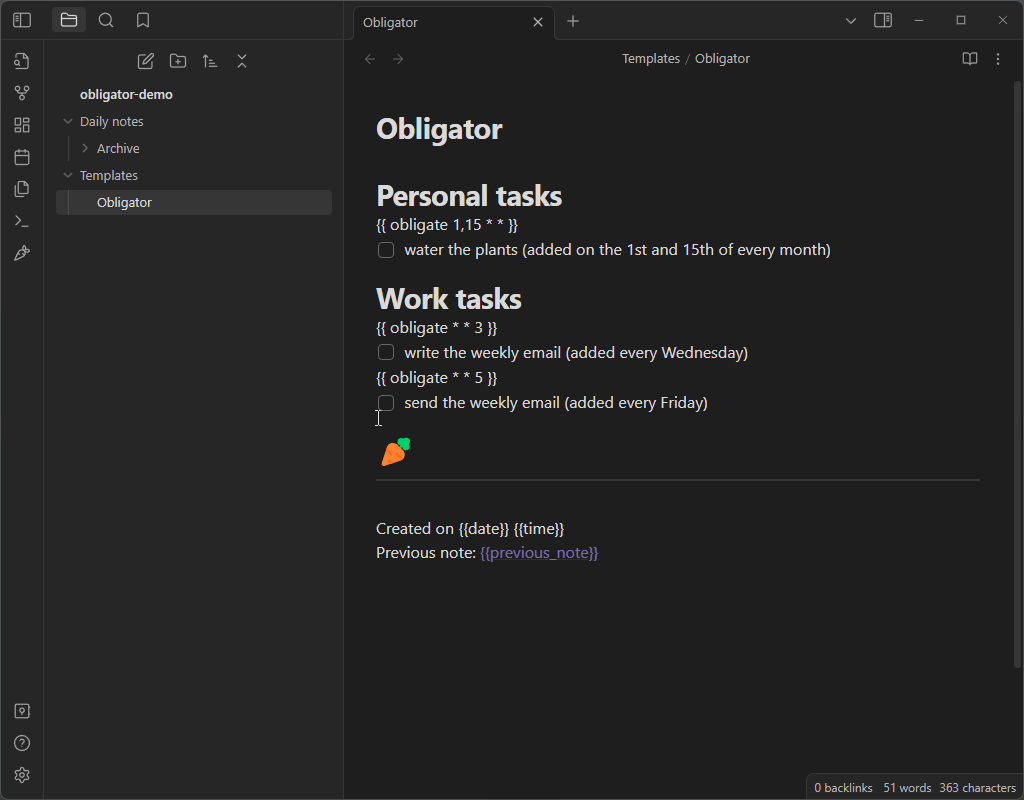 Obligator
Templates / Obligator
obligator-demo
Daily notes
Archive
Templates
Obligator
Obligator
Personal tasks
{{ obligate 1,15 * * }}
water the plants (added on the 1st and 15th of every month)
Work tasks
{{ obligate * * 3 }}
write the weekly email (added every Wednesday)
{{ obligate * * 5 }}
send the weekly email (added every Friday)
Created on {{date}} {{time}}
Previous note: {{previous_note}}
0 backlinks 51 words 363 characters